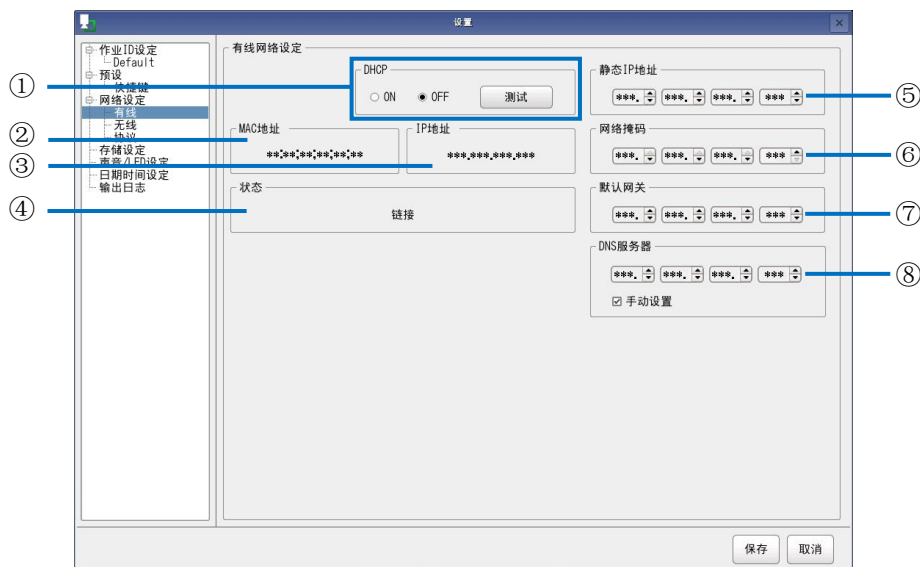 设置
作业ID设定
Default
预设
快捷键
网络设定
有线
无线
协议
存储设定
声音/LED设定
日期时间设定
输出日志
有线网络设定
①
DHCP
ON OFF 测试
②
MAC地址
**:**:**:**:**:**
③
IP地址
***.***.***.***
④
状态
链接
静态IP地址
***. ***. ***. *** ⑤
网络掩码
***. ***. ***. *** ⑥
默认网关
***. ***. ***. *** ⑦
DNS服务器
***. ***. ***. *** ⑧
手动设置
保存 取消